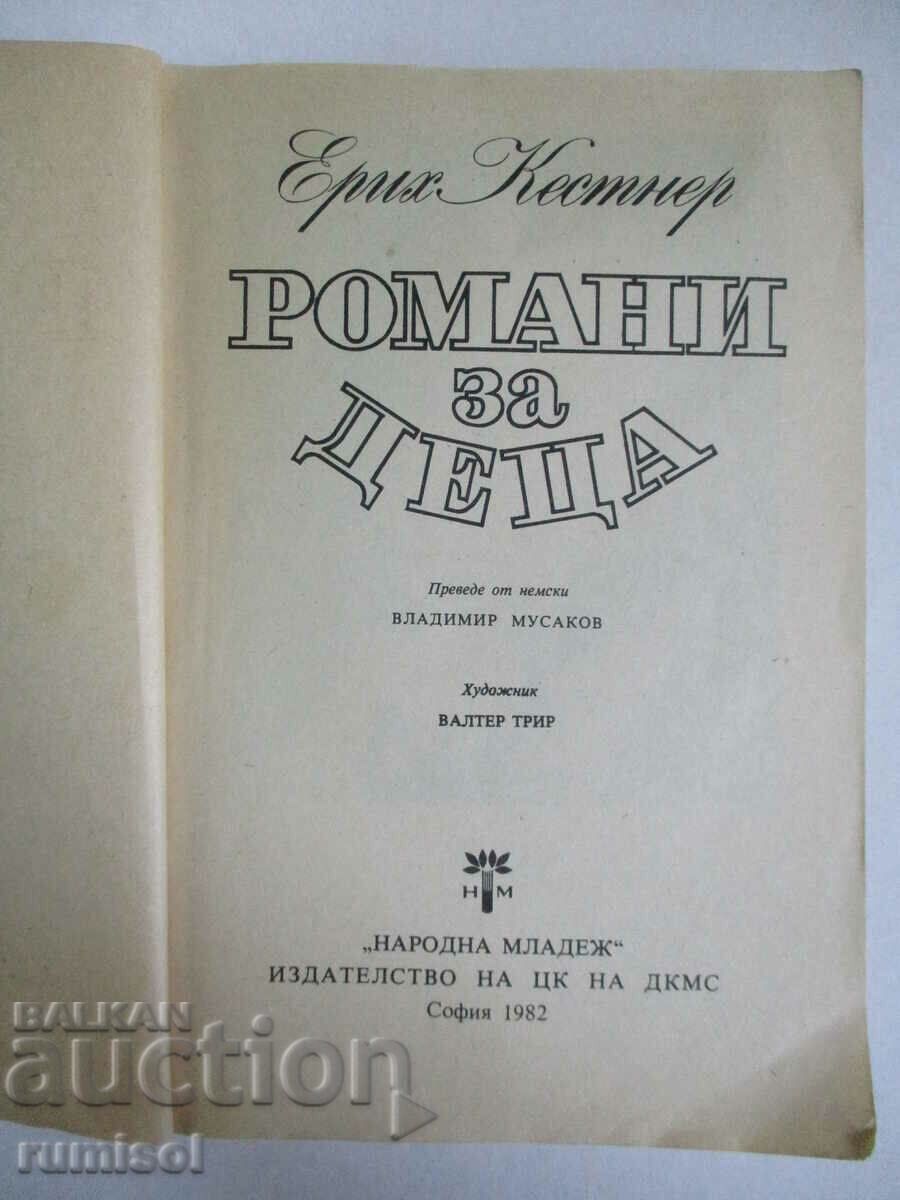 Ерих Кестнер
РОМАНИ
за
ДЕЦА
Преведе от немски
ВЛАДИМИР МУСАКОВ
Художник
ВАЛТЕР ТРИР
Н М
„НАРОДНА МЛАДЕЖ“
ИЗДАТЕЛСТВО НА ЦК НА ДКМС
София 1982
BALKAN
auction
rumisol